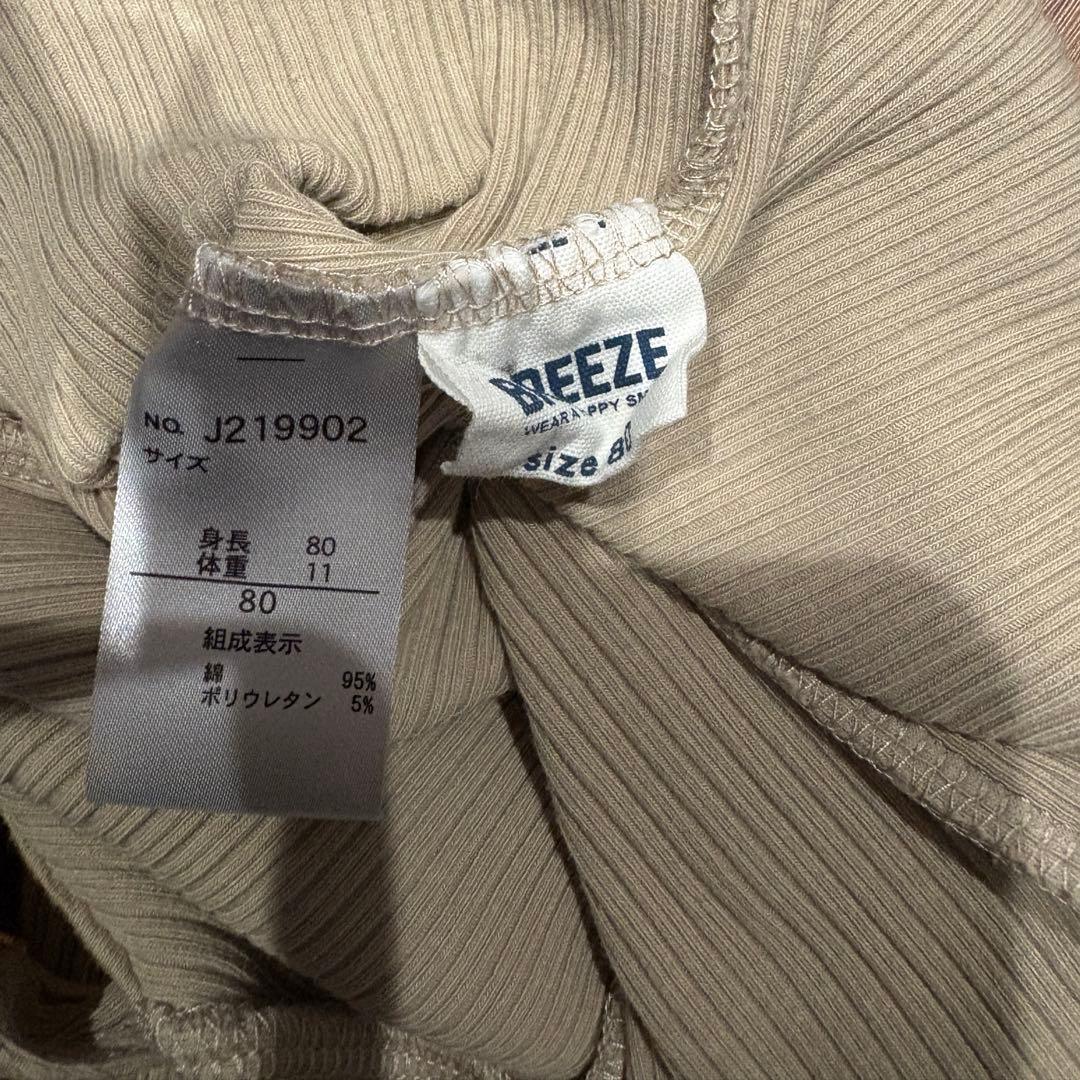 NO. J219902
サイズ
身長 80
体重 11
80
組成表示
綿 95%
ポリウレタン 5%
BREEZE
size 80